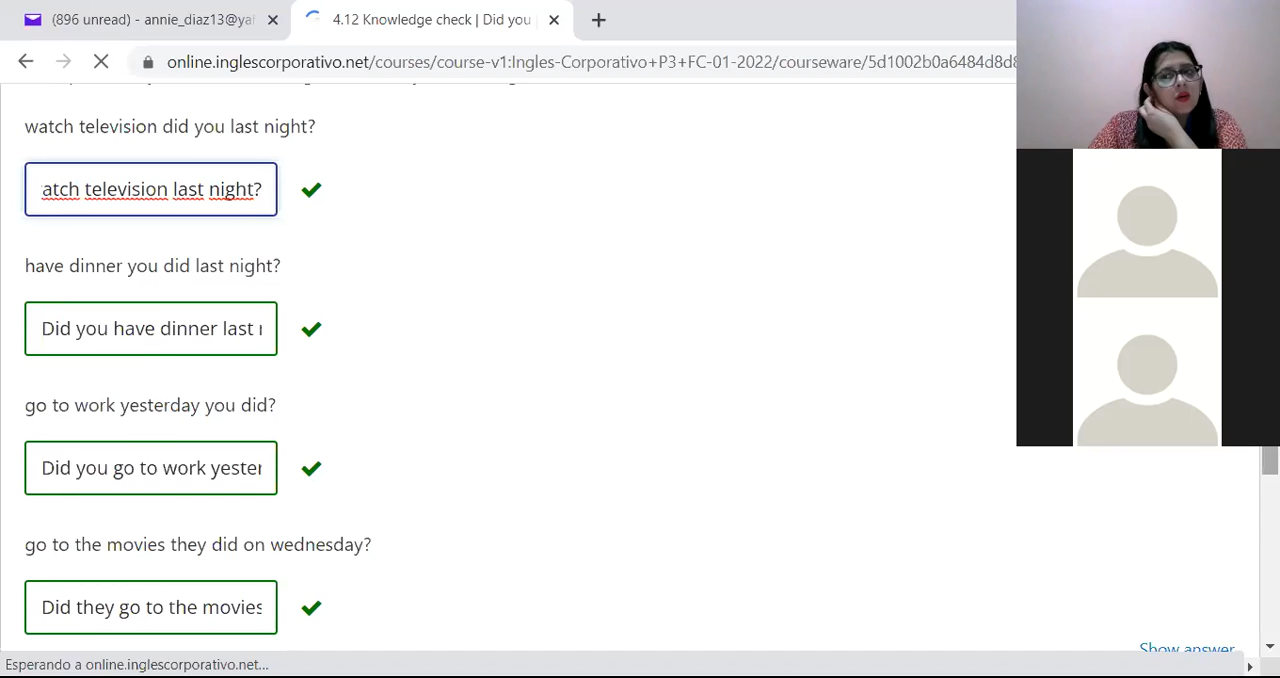 (896 unread) - annie_diaz13@ya
4.12 Knowledge check | Did you
online.inglescorporativo.net/courses/course-v1:Ingles-Corporativo+P3+FC-01-2022/courseware/5d1002b0a6484d8d8
watch television did you last night?
atch television last night?
have dinner you did last night?
Did you have dinner last
go to work yesterday you did?
Did you go to work yester
go to the movies they did on wednesday?
Did they go to the movies
Show answer
Esperando a online.inglescorporativo.net...